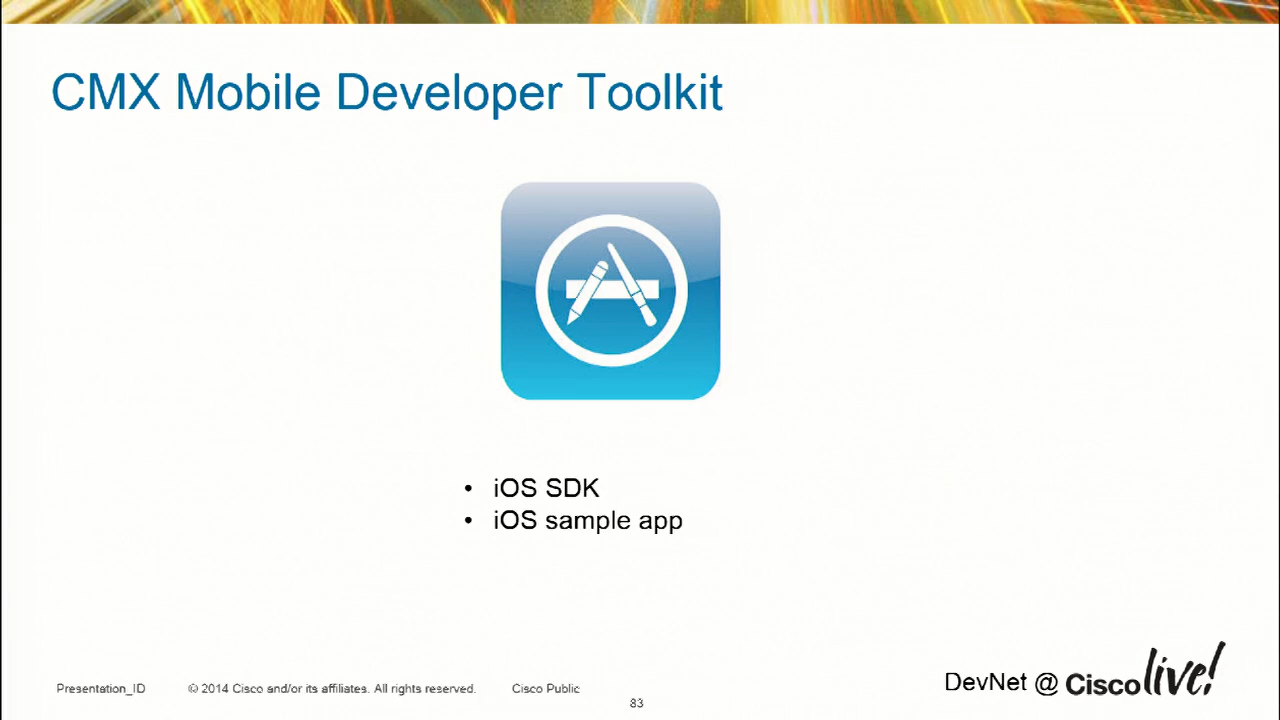 CMX Mobile Developer Toolkit
• iOS SDK
• iOS sample app
Presentation_ID © 2014 Cisco and/or its affiliates. All rights reserved. Cisco Public
83
DevNet @ Cisco live!